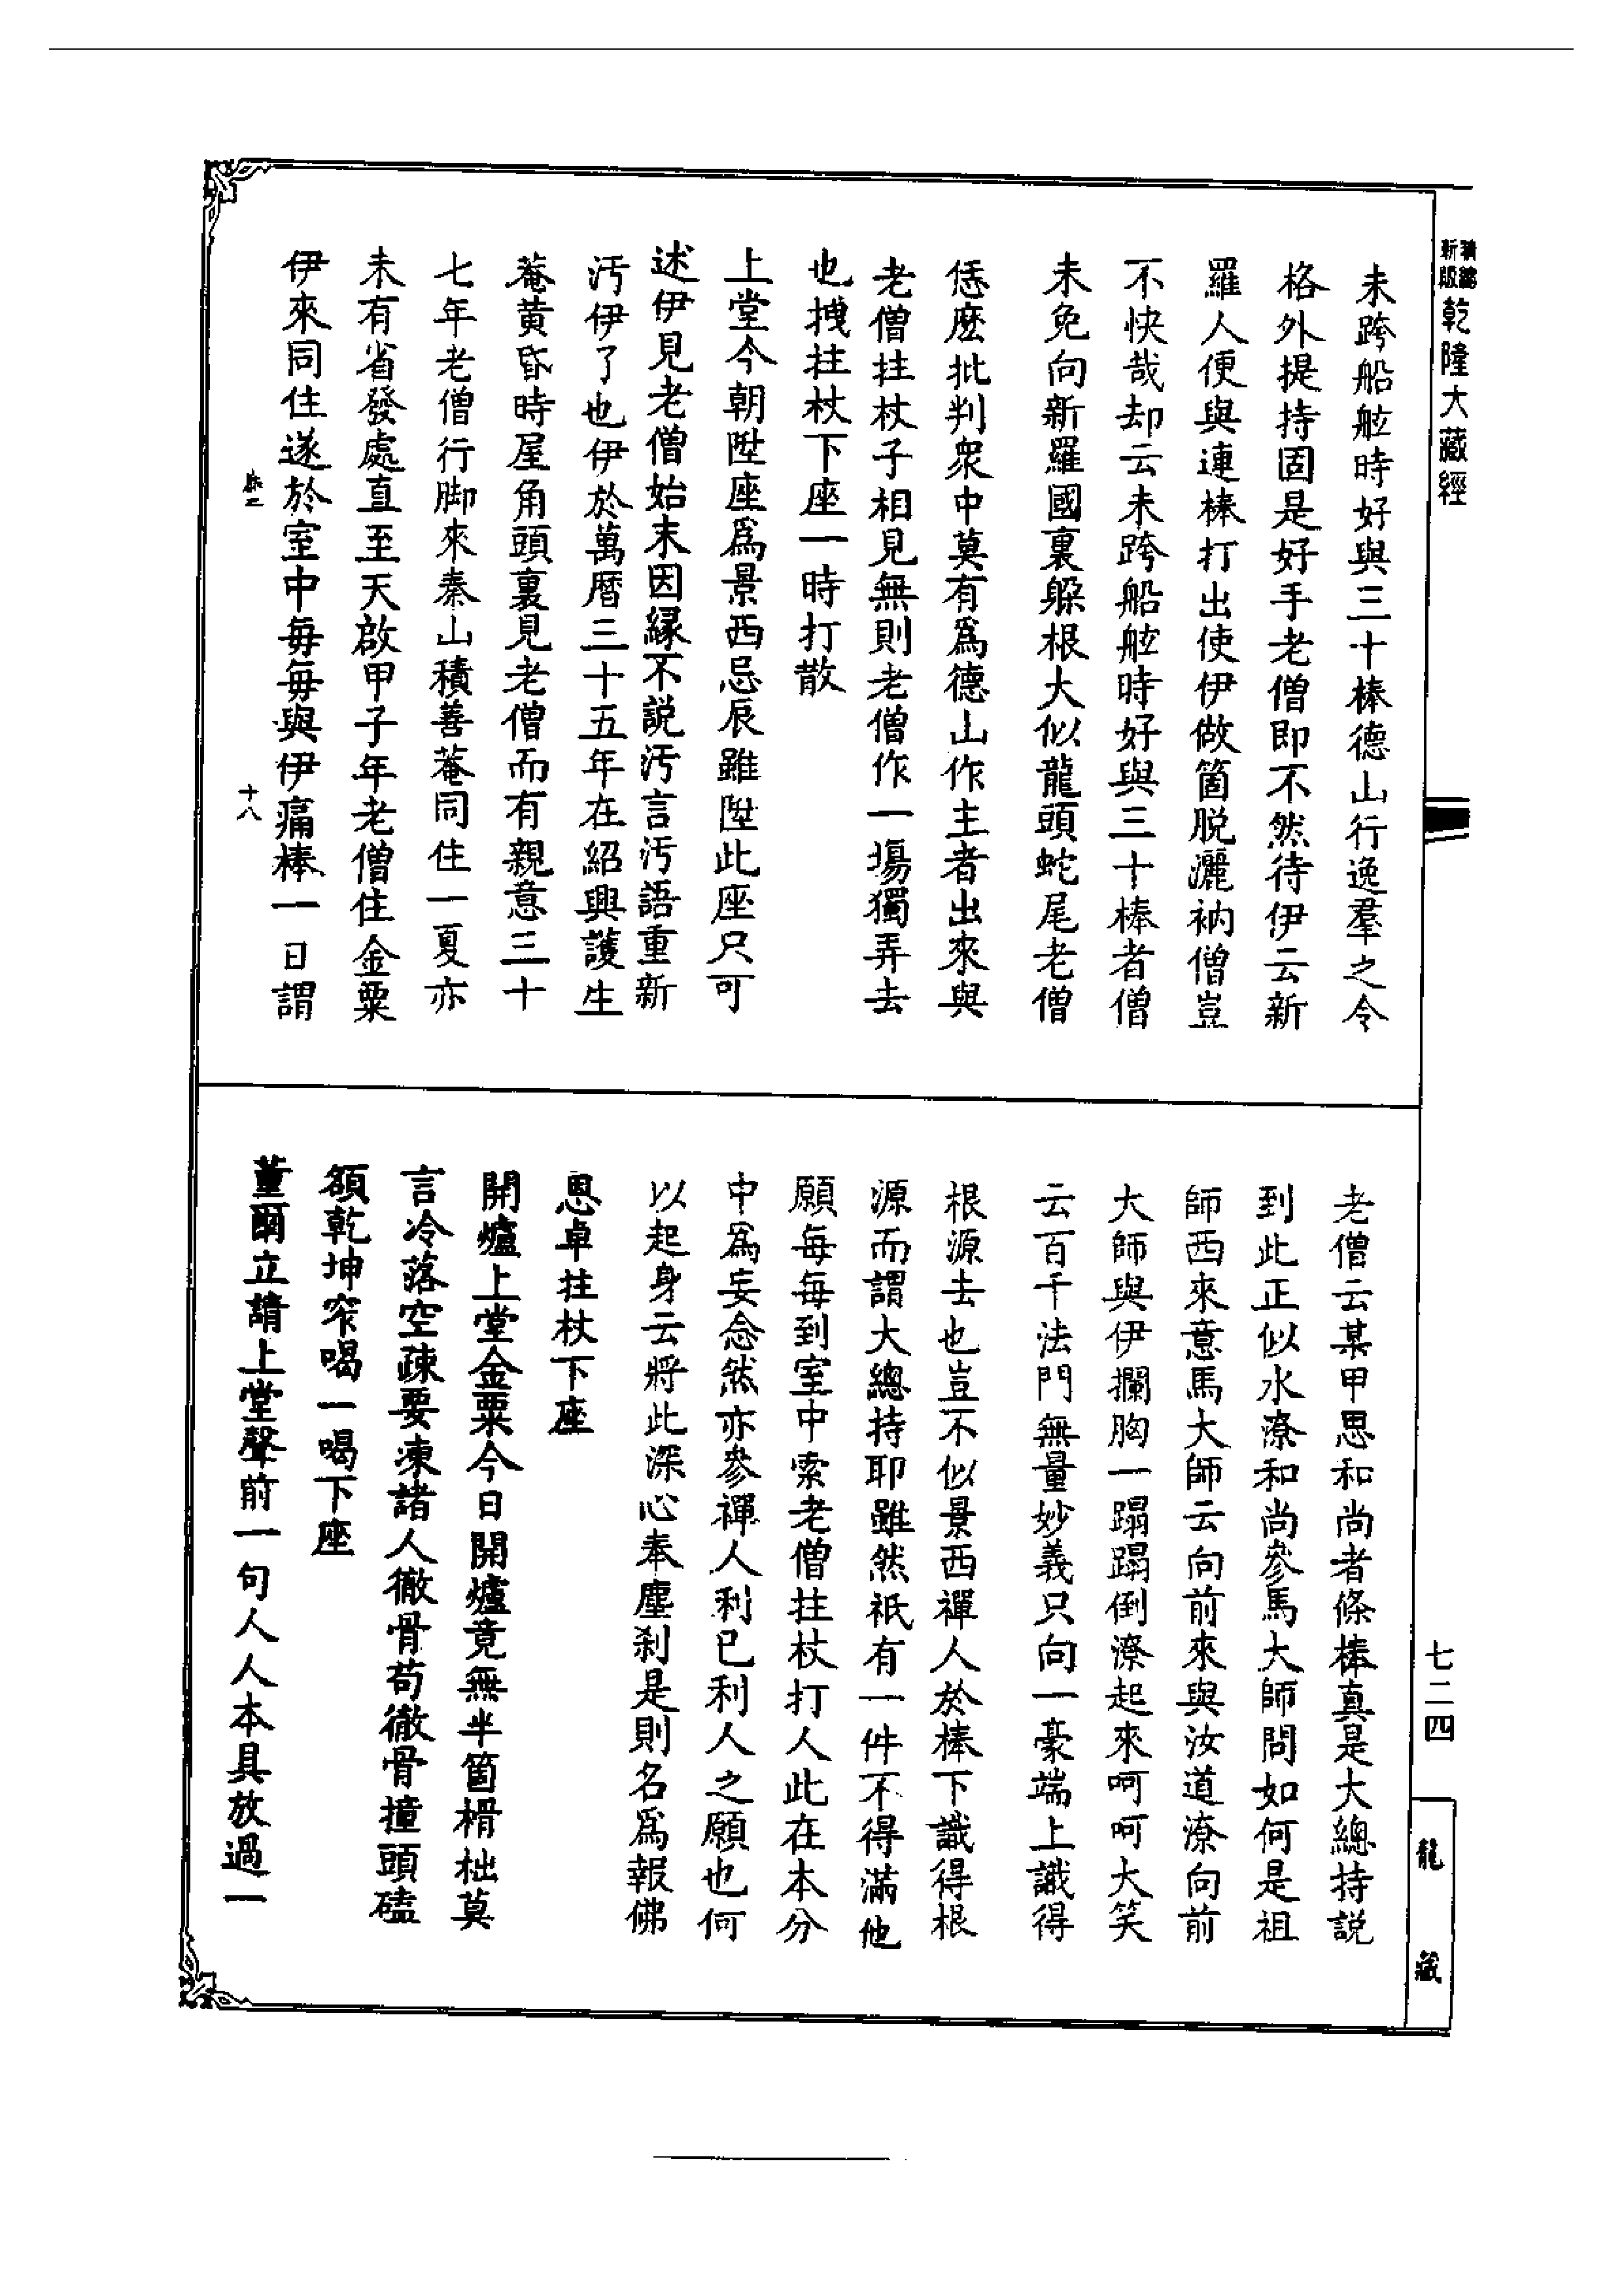 精編
新版
乾隆大藏經
未跨船舷時好與三十棒德山行逸羣之令
格外提持固是好手老僧即不然待伊云新
羅人便與連棒打出使伊做箇脱灑衲僧豈
不快哉却云未跨船舷時好與三十棒者僧
未免向新羅國裏躲根大似龍頭蛇尾老僧
恁麽批判衆中莫有爲德山作主者出來與
老僧拄杖子相見無則老僧作一場獨弄去
也拽拄杖下座一時打散
上堂今朝陞座爲景西忌辰雖陞此座只可
述伊見老僧始末因緣不説汚言汚語重新
汚伊了也伊於萬曆三十五年在紹興護生
菴黃昏時屋角頭裏見老僧而有親意三十
七年老僧行脚來秦山積善菴同住一夏亦
未有省發處直至天啟甲子年老僧住金粟
伊來同住遂於室中每每與伊痛棒一日謂
十八
老僧云某甲思和尚者條棒真是大總持説
到此正似水潦和尚參馬大師問如何是祖
師西來意馬大師云向前來與汝道潦向前
大師與伊攔胸一蹋蹋倒潦起來呵呵大笑
云百千法門無量妙義只向一豪端上識得
根源去也豈不似景西禪人於棒下識得根
源而謂大總持耶雖然祇有一件不得滿他
願每每到室中索老僧拄杖打人此在本分
中爲妄念然亦參禪人利已利人之願也何
以起身云將此深心奉塵刹是則名爲報佛
恩卓拄杖下座
開爐上堂金粟今日開爐竟無半箇榾柮莫
言冷落空疎要凍諸人徹骨苟徹骨撞頭磕
額乾坤窄喝一喝下座
董爾立請上堂聲前一句人人本具放過一
七二四
龍藏